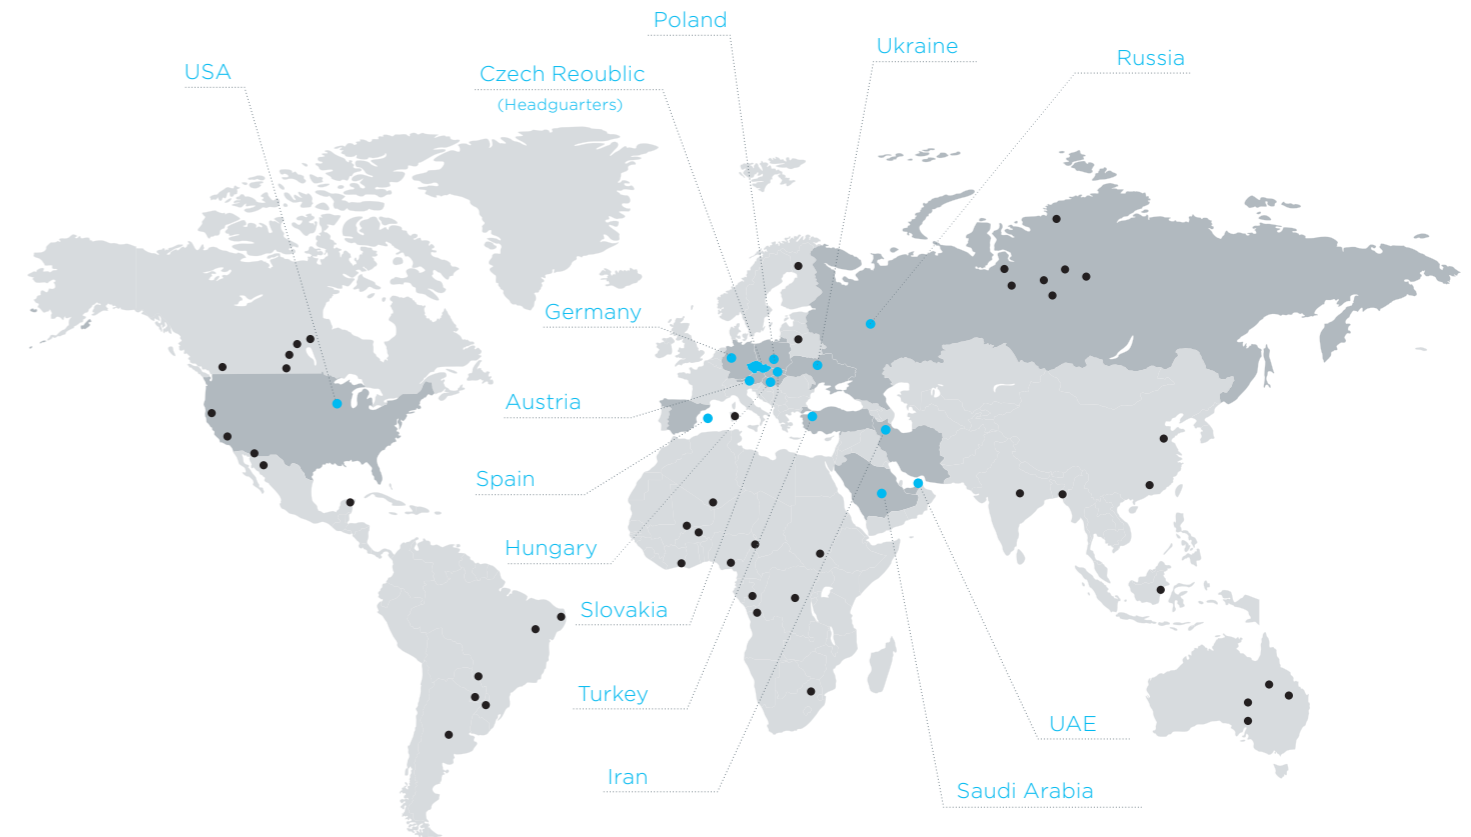 Poland
Ukraine
Russia
USA
Czech Reoublic
(Headguarters)
Germany
Austria
Spain
Hungary
Slovakia
Turkey
UAE
Iran
Saudi Arabia